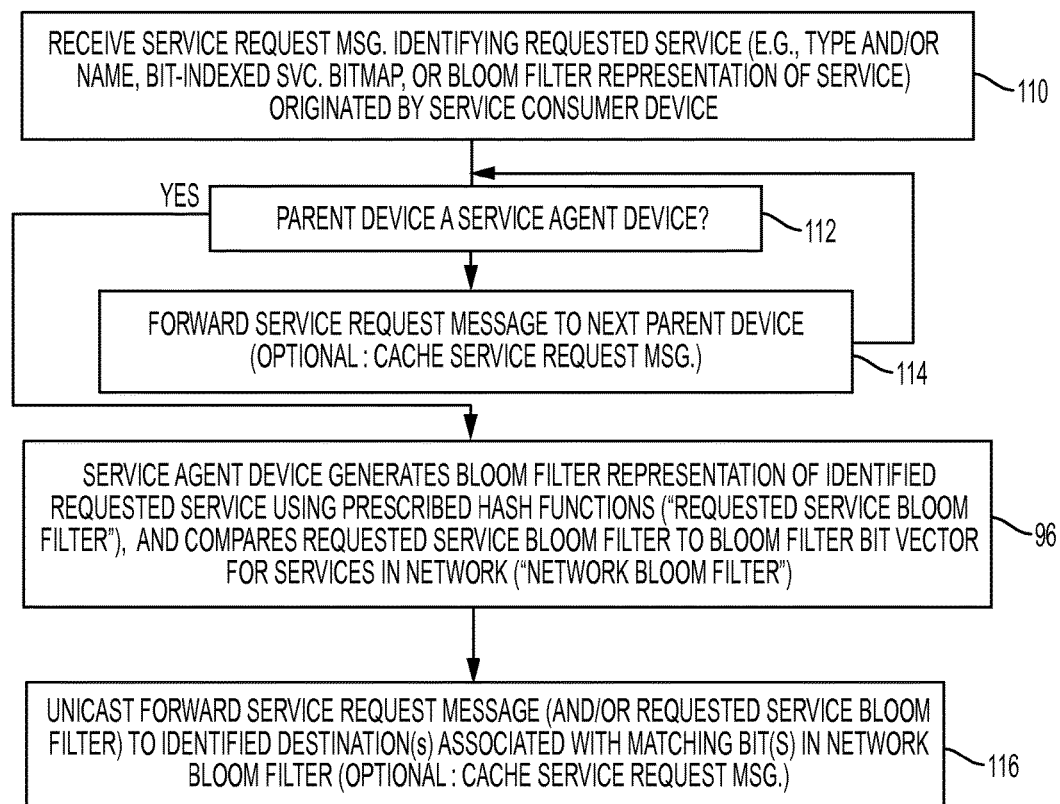 RECEIVE SERVICE REQUEST MSG. IDENTIFYING REQUESTED SERVICE (E.G., TYPE AND/OR
NAME, BIT-INDEXED SVC. BITMAP, OR BLOOM FILTER REPRESENTATION OF SERVICE)
ORIGINATED BY SERVICE CONSUMER DEVICE
110
YES
PARENT DEVICE A SERVICE AGENT DEVICE?
112
FORWARD SERVICE REQUEST MESSAGE TO NEXT PARENT DEVICE
(OPTIONAL : CACHE SERVICE REQUEST MSG.)
114
SERVICE AGENT DEVICE GENERATES BLOOM FILTER REPRESENTATION OF IDENTIFIED
REQUESTED SERVICE USING PRESCRIBED HASH FUNCTIONS (“REQUESTED SERVICE BLOOM
FILTER”), AND COMPARES REQUESTED SERVICE BLOOM FILTER TO BLOOM FILTER BIT VECTOR
FOR SERVICES IN NETWORK (“NETWORK BLOOM FILTER”)
96
UNICAST FORWARD SERVICE REQUEST MESSAGE (AND/OR REQUESTED SERVICE BLOOM
FILTER) TO IDENTIFIED DESTINATION(s) ASSOCIATED WITH MATCHING BIT(S) IN NETWORK
BLOOM FILTER (OPTIONAL : CACHE SERVICE REQUEST MSG.)
116